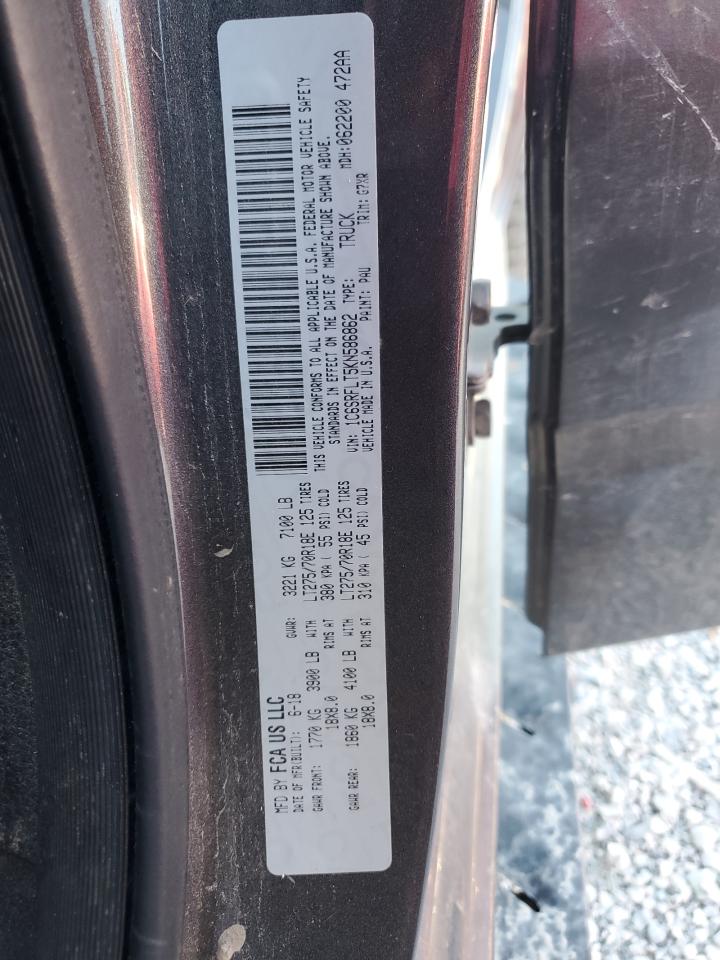 MFD BY FCA US LLC
DATE OF MFR(BUILT): 6-18 GVWR: 3221 KG 7100 LB
GAWR FRONT: 1770 KG 3900 LB WITH LT275/70R18E 125 TIRES
18X8.0 RIMS AT 380 KPA ( 55 PSI) COLD
GAWR REAR: 1860 KG 4100 LB WITH LT275/70R18E 125 TIRES
18X8.0 RIMS AT 310 KPA ( 45 PSI) COLD
THIS VEHICLE CONFORMS TO ALL APPLICABLE U.S.A. FEDERAL MOTOR VEHICLE SAFETY
STANDARDS IN EFFECT ON THE DATE OF MANUFACTURE SHOWN ABOVE.
VIN: 1C6SRFLT5KN586862 TYPE: TRUCK MDH:062200 472AA
VEHICLE MADE IN U.S.A. PAINT: PAU TRIM: G7XR